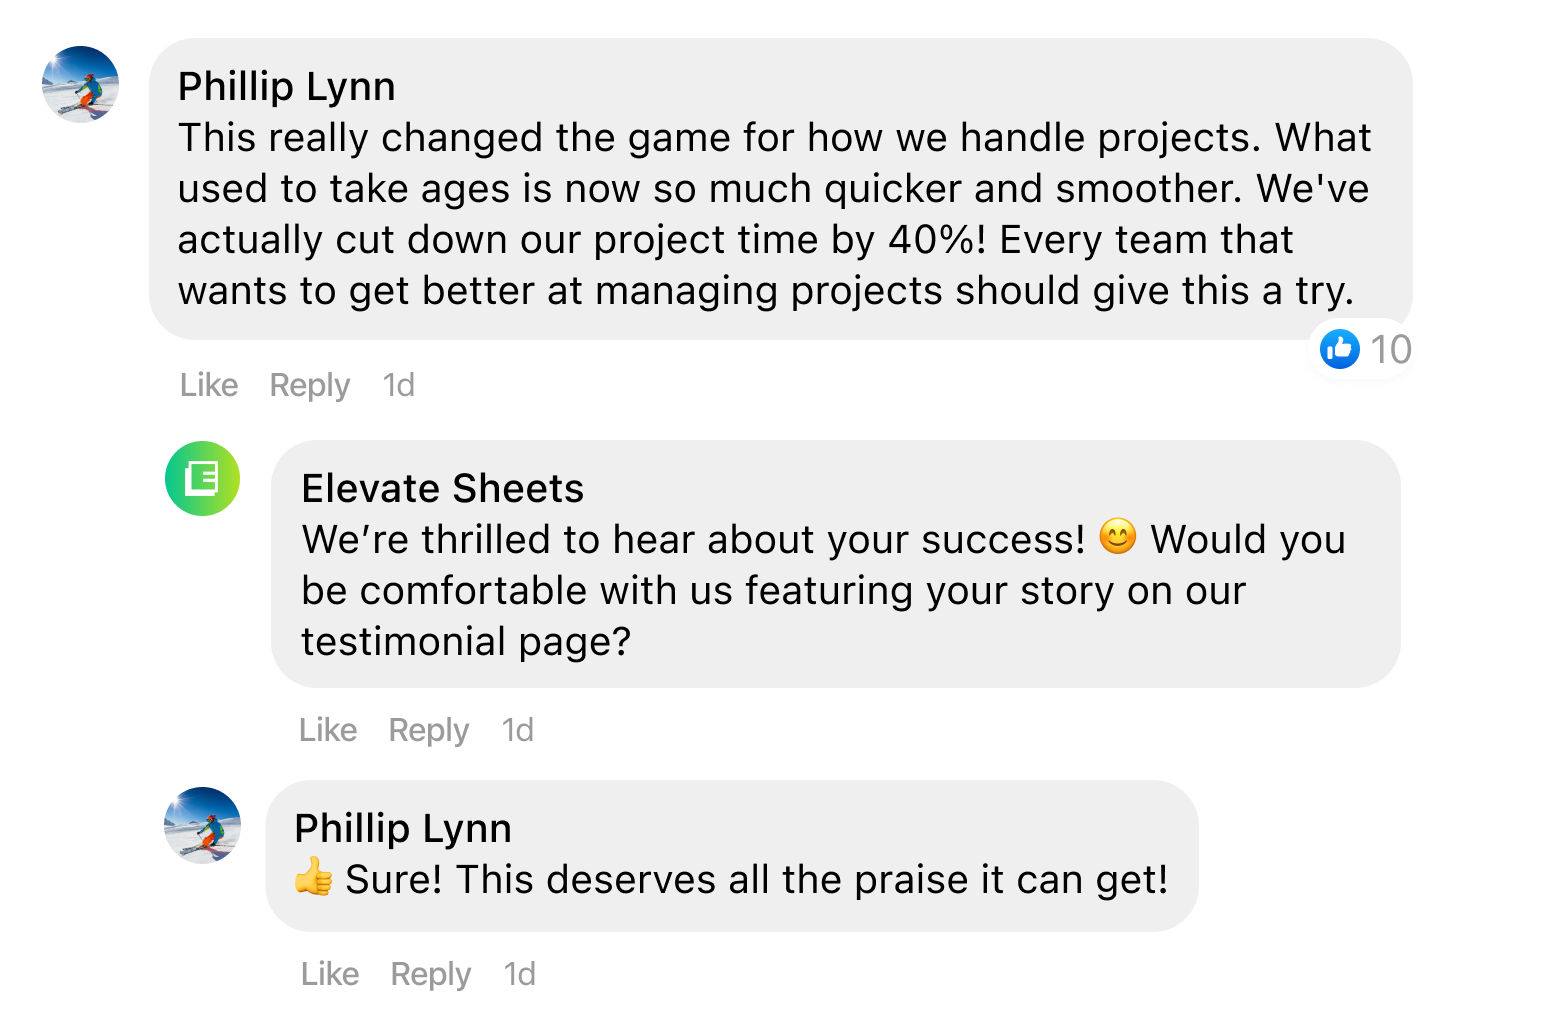 Phillip Lynn
This really changed the game for how we handle projects. What
used to take ages is now so much quicker and smoother. We've
actually cut down our project time by 40%! Every team that
wants to get better at managing projects should give this a try.
10
Like Reply 1d
Elevate Sheets
We’re thrilled to hear about your success! 😊 Would you
be comfortable with us featuring your story on our
testimonial page?
Like Reply 1d
Phillip Lynn
👍 Sure! This deserves all the praise it can get!
Like Reply 1d